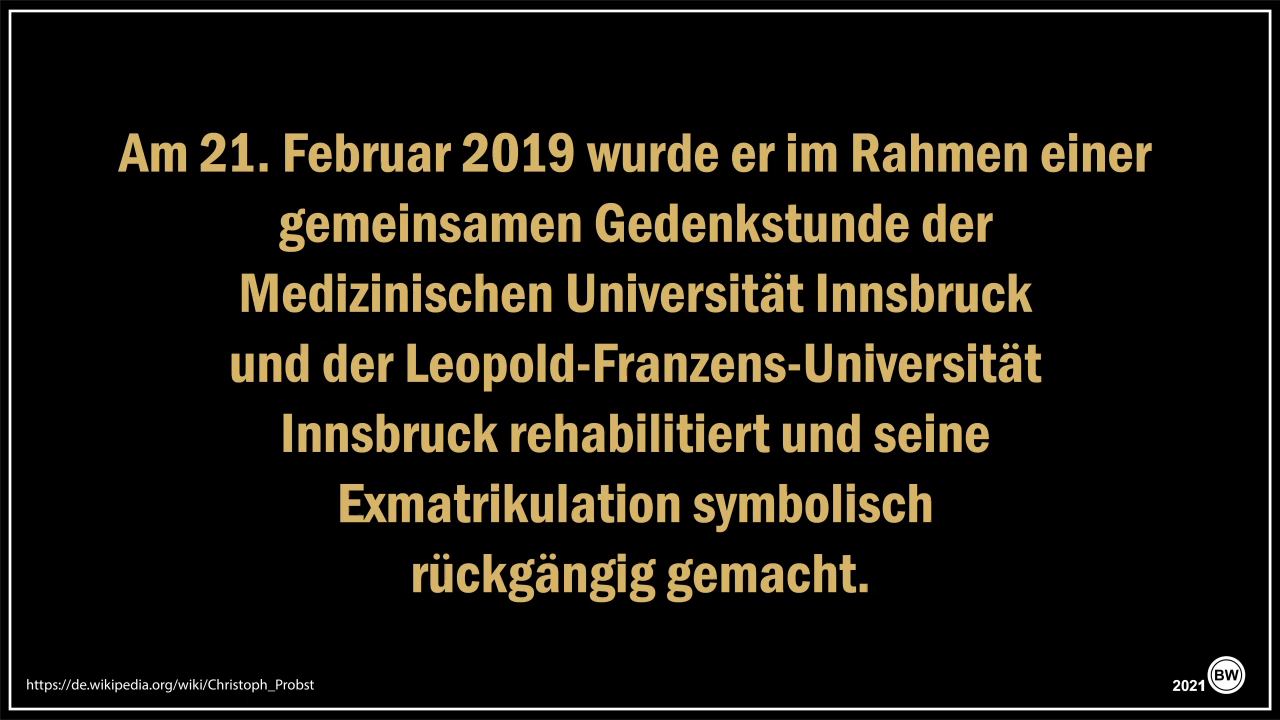 Am 21. Februar 2019 wurde er im Rahmen einer
gemeinsamen Gedenkstunde der
Medizinischen Universität Innsbruck
und der Leopold-Franzens-Universität
Innsbruck rehabilitiert und seine
Exmatrikulation symbolisch
rückgängig gemacht.
https://de.wikipedia.org/wiki/Christoph_Probst
2021 BW